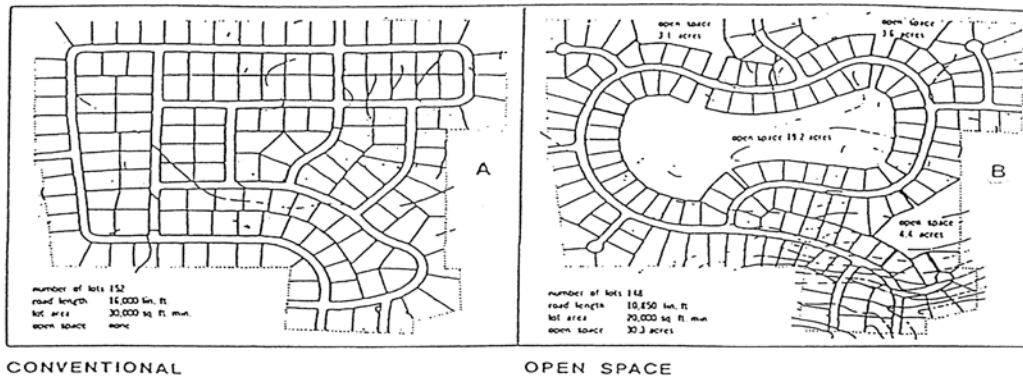 A
number of lots 152
road length 16,000 lin. ft.
lot area 30,000 sq ft. min.
open space none
CONVENTIONAL
open space
3.1 acres
open space
3.6 acres
open space 19.2 acres
B
open space
4.4 acres
number of lots 148
road length 10,850 lin. ft
lot area 20,000 sq ft. min.
open space 30.3 acres
OPEN SPACE